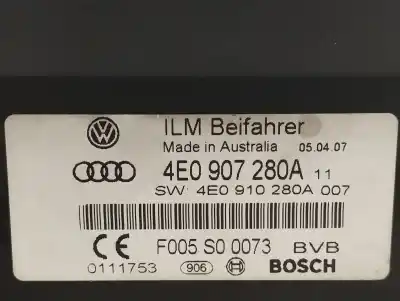 ILM Beifahrer
Made in Australia 05.04.07
4E0 907 280A 11
SW: 4E0 910 280A 007
CE F005 S0 0073 BVB
0111753 906 BOSCH